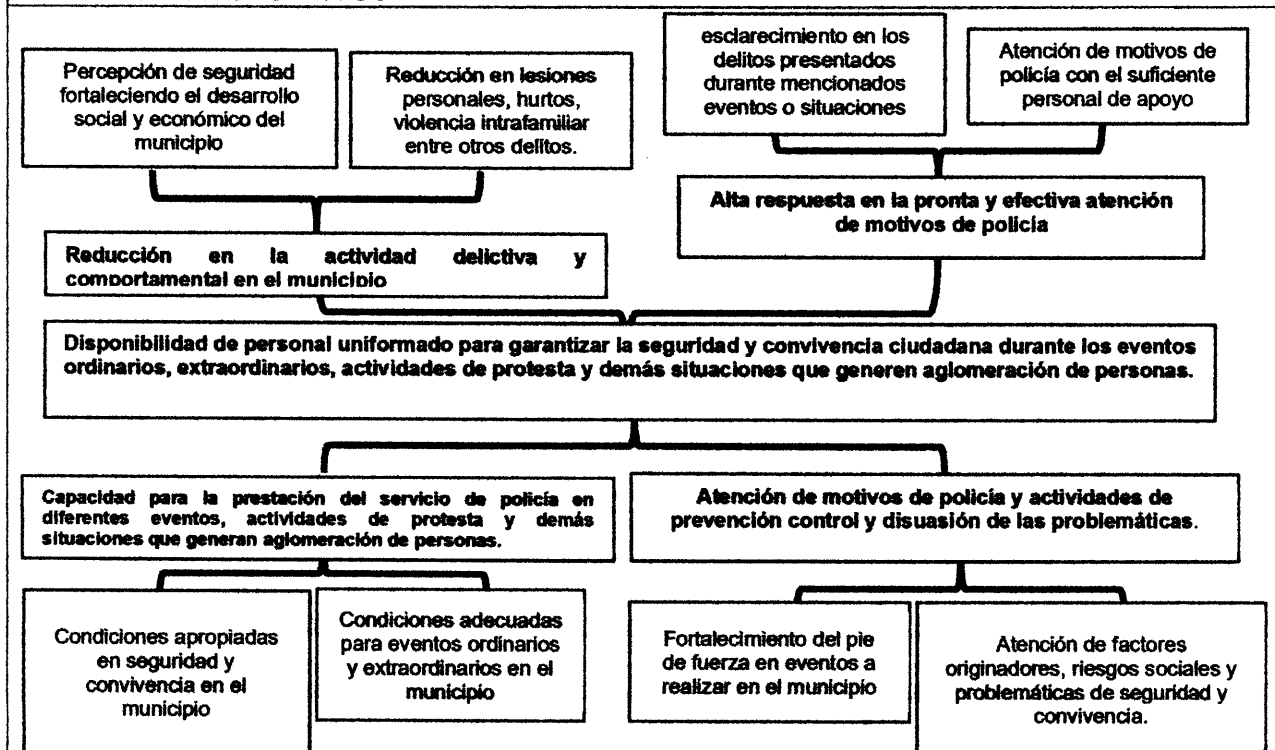 Percepción de seguridad
fortaleciendo el desarrollo
social y económico del
municipio
Reducción en lesiones
personales, hurtos,
violencia intrafamiliar
entre otros delitos.
esclarecimiento en los
delitos presentados
durante mencionados
eventos o situaciones
Atención de motivos de
policía con el suficiente
personal de apoyo
Reducción en la actividad delictiva y
comportamental en el municipio
Alta respuesta en la pronta y efectiva atención
de motivos de policía
Disponibilidad de personal uniformado para garantizar la seguridad y convivencia ciudadana durante los eventos
ordinarios, extraordinarios, actividades de protesta y demás situaciones que generen aglomeración de personas.
Capacidad para la prestación del servicio de policía en
diferentes eventos, actividades de protesta y demás
situaciones que generan aglomeración de personas.
Atención de motivos de policía y actividades de
prevención control y disuasión de las problemáticas.
Condiciones apropiadas
en seguridad y
convivencia en el
municipio
Condiciones adecuadas
para eventos ordinarios
y extraordinarios en el
municipio
Fortalecimiento del pie
de fuerza en eventos a
realizar en el municipio
Atención de factores
originadores, riesgos sociales y
problemáticas de seguridad y
convivencia.